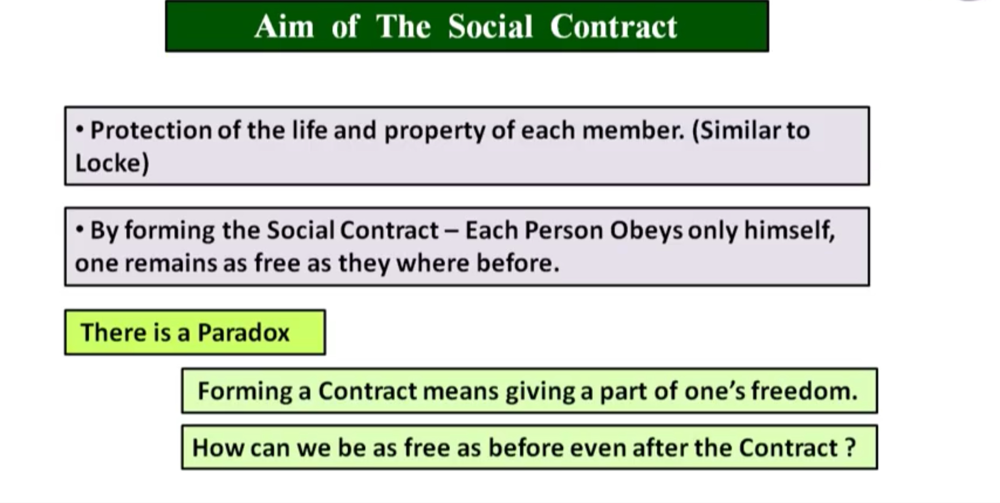 Aim of The Social Contract
• Protection of the life and property of each member. (Similar to
Locke)
• By forming the Social Contract – Each Person Obeys only himself,
one remains as free as they where before.
There is a Paradox
Forming a Contract means giving a part of one’s freedom.
How can we be as free as before even after the Contract ?